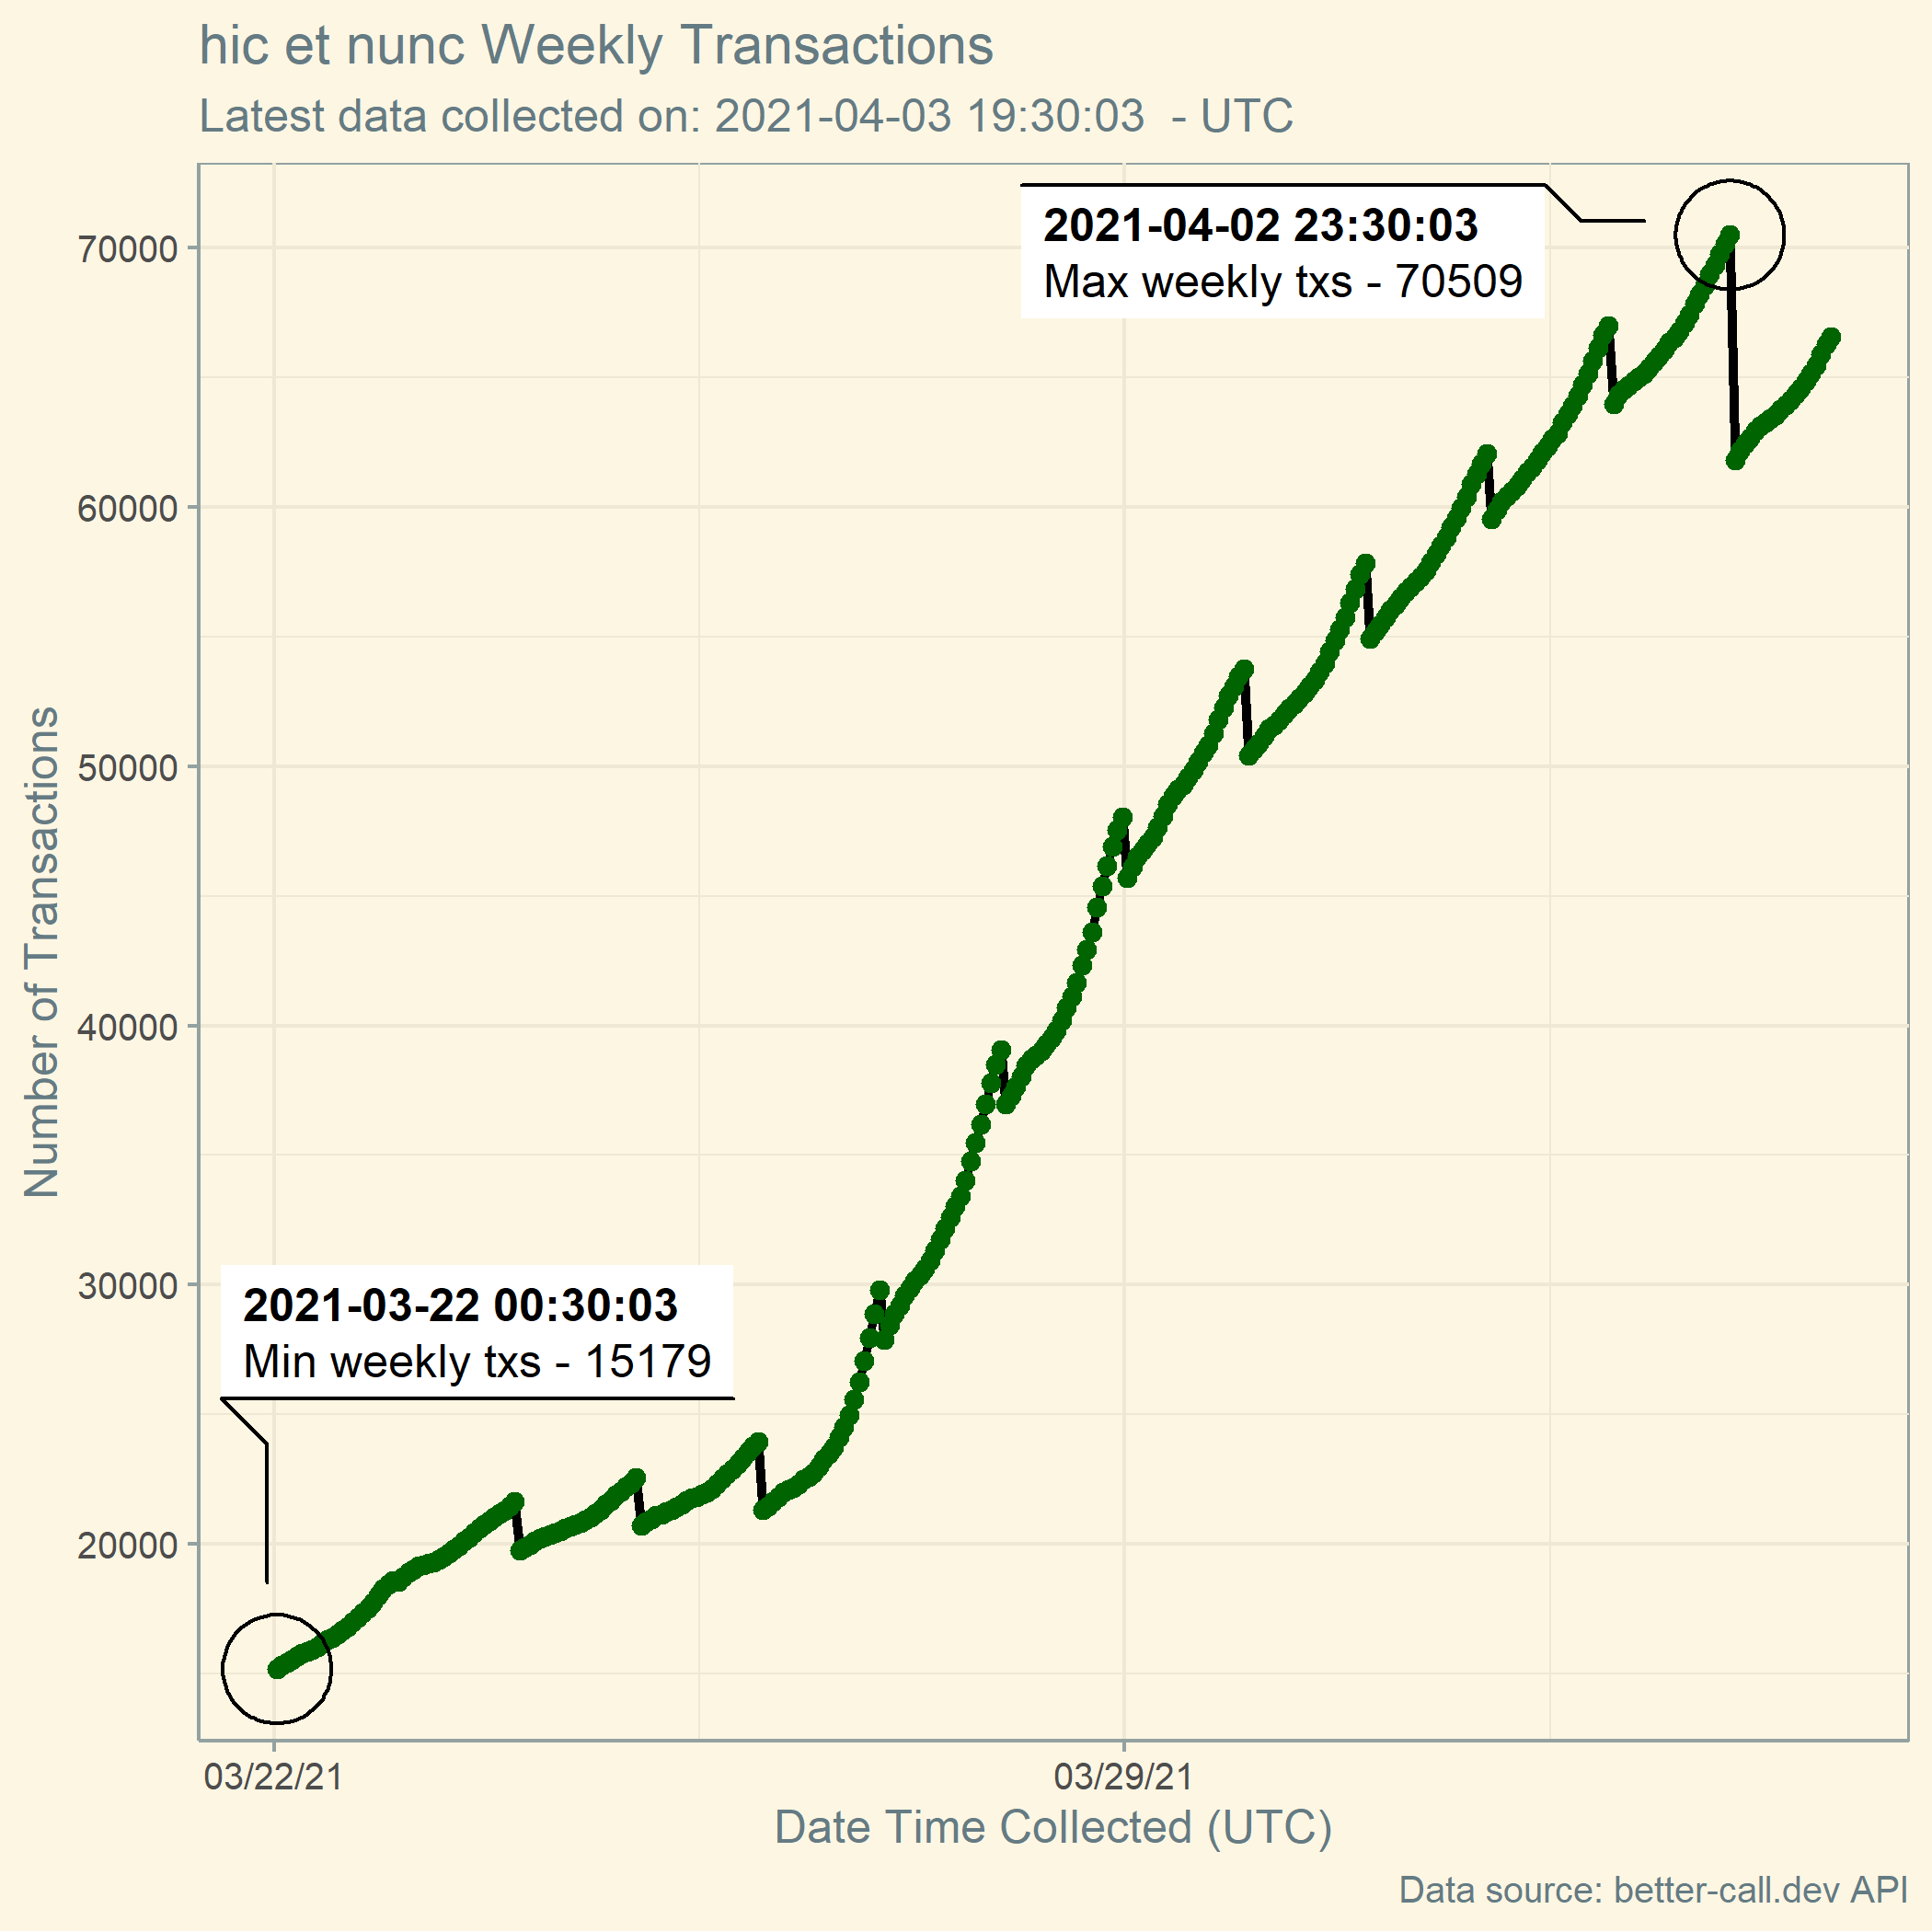 hic et nunc Weekly Transactions
Latest data collected on: 2021-04-03 19:30:03  - UTC
2021-04-02 23:30:03
Max weekly txs - 70509
2021-03-22 00:30:03
Min weekly txs - 15179
Number of Transactions
70000
60000
50000
40000
30000
20000
03/22/21
03/29/21
Date Time Collected (UTC)
Data source: better-call.dev API